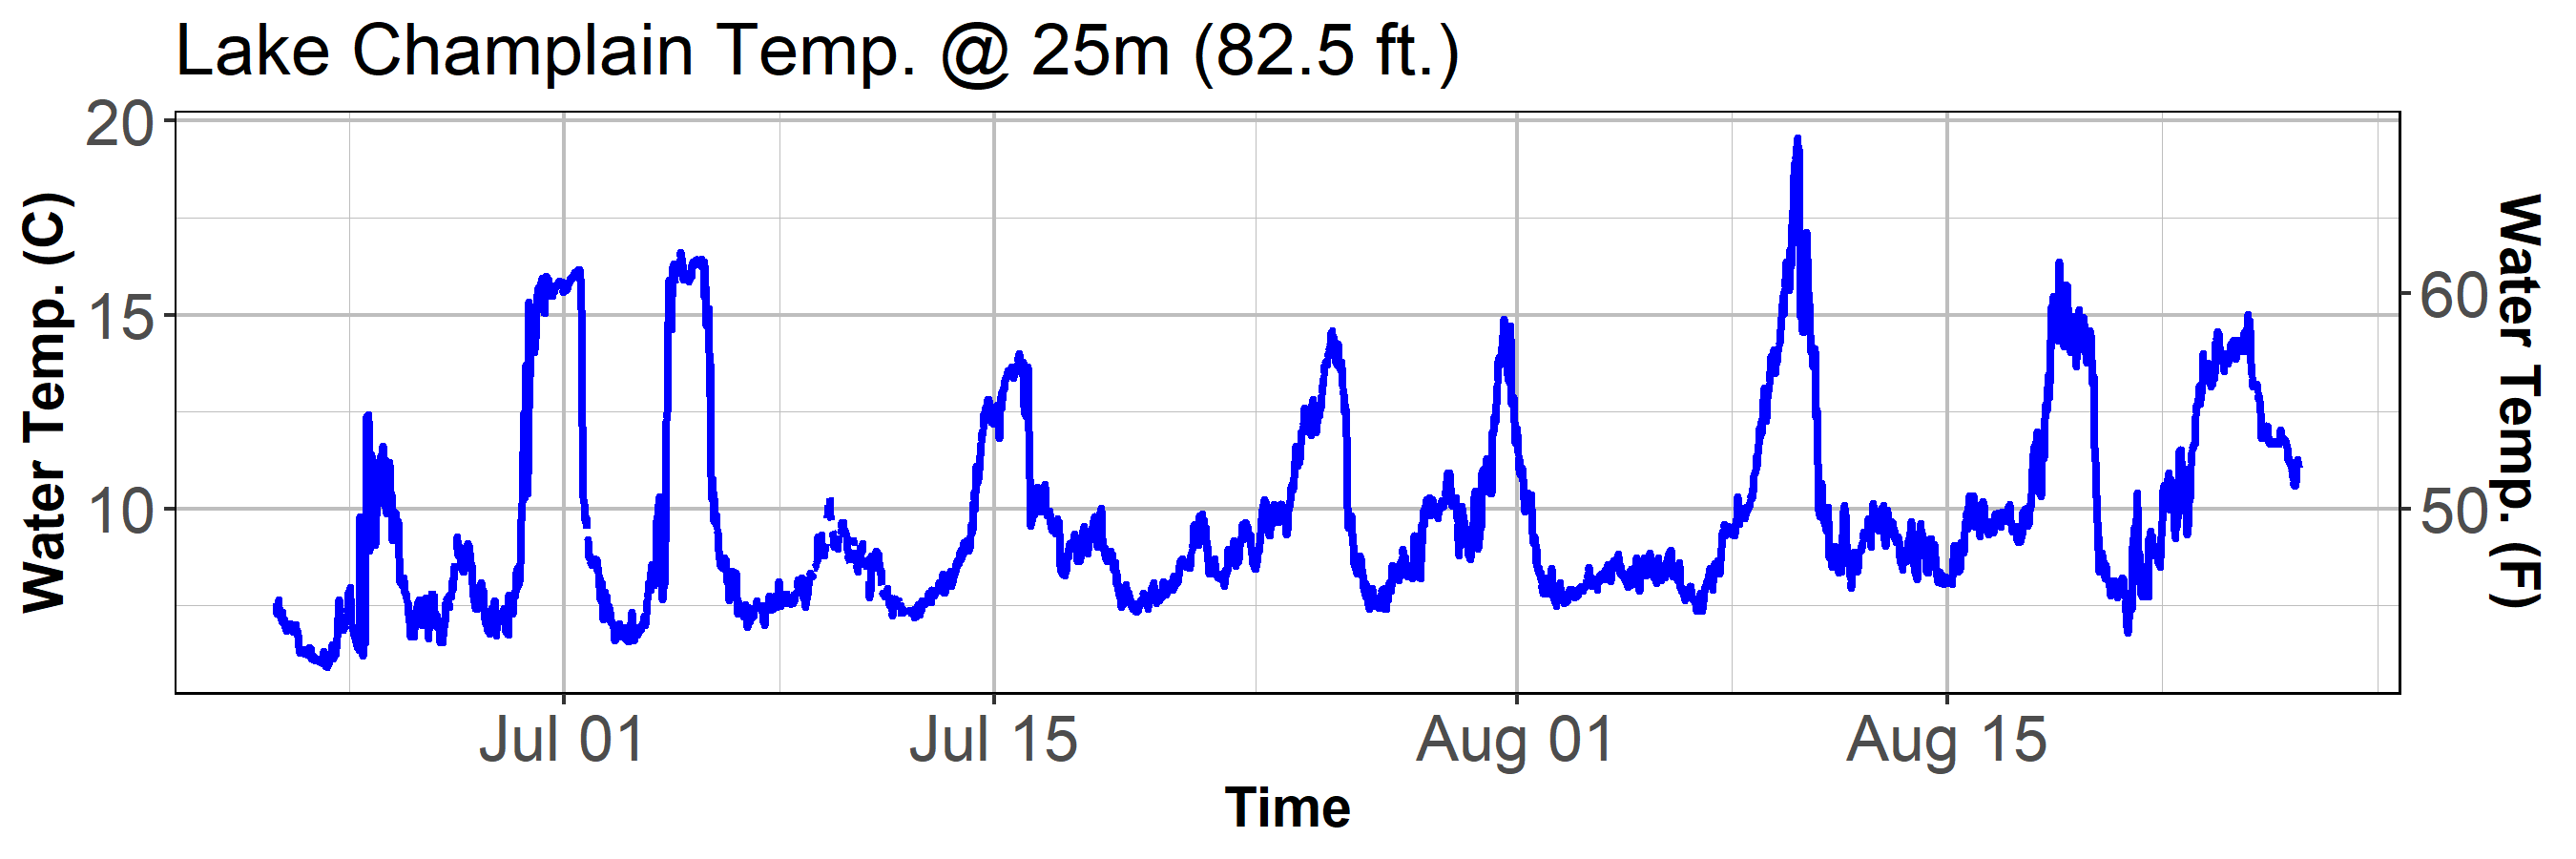 Lake Champlain Temp. @ 25m (82.5 ft.)
20
15
10
Water Temp. (C)
60
50
Water Temp. (F)
Jul 01
Jul 15
Aug 01
Aug 15
Time